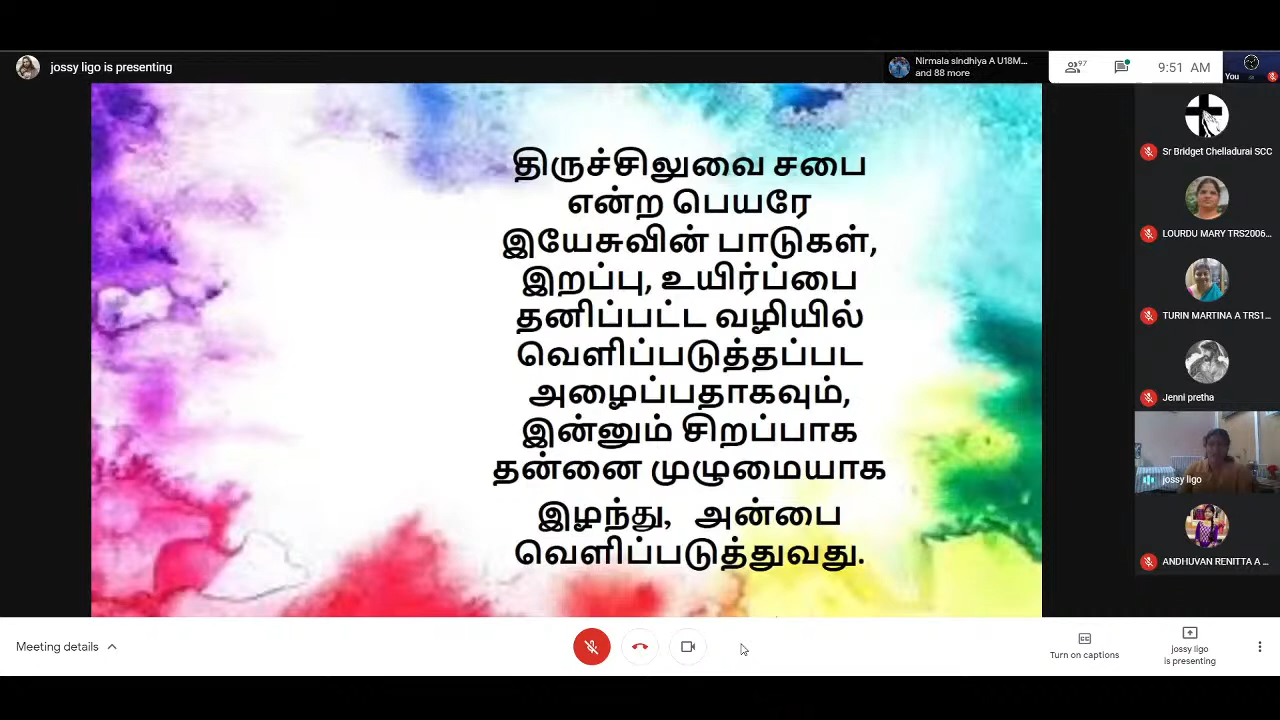 jossy ligo is presenting
Nirmala sindhiya A U18M...
and 88 more
97
9:51 AM
You
திருச்சிலுவை சபை
என்ற பெயரே
இயேசுவின் பாடுகள்,
இறப்பு, உயிர்ப்பை
தனிப்பட்ட வழியில்
வெளிப்படுத்தப்பட
அழைப்பதாகவும்,
இன்னும் சிறப்பாக
தன்னை முழுமையாக
இழந்து, அன்பை
வெளிப்படுத்துவது.
Sr Bridget Chelladurai SCC
LOURDU MARY TRS2006...
TURIN MARTINA A TRS1...
Jenni pretha
jossy ligo
ANDHUVAN RENITTA A ...
Meeting details
CC
Turn on captions
jossy ligo
is presenting